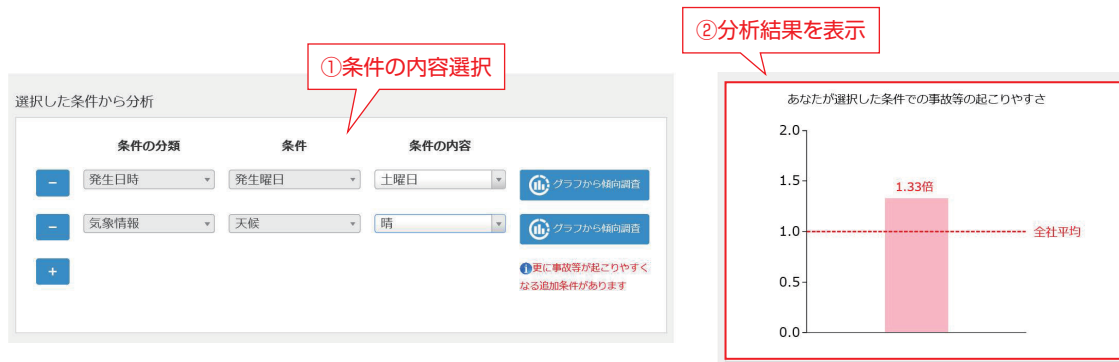 ①条件の内容選択
②分析結果を表示
選択した条件から分析
条件の分類 条件 条件の内容
－ 発生日時 発生曜日 土曜日 グラフから傾向調査
－ 気象情報 天候 晴 グラフから傾向調査
＋ 更に事故等が起こりやすく
なる追加条件があります
あなたが選択した条件での事故等の起こりやすさ
2.0
1.5
1.33倍
1.0 全社平均
0.5
0.0